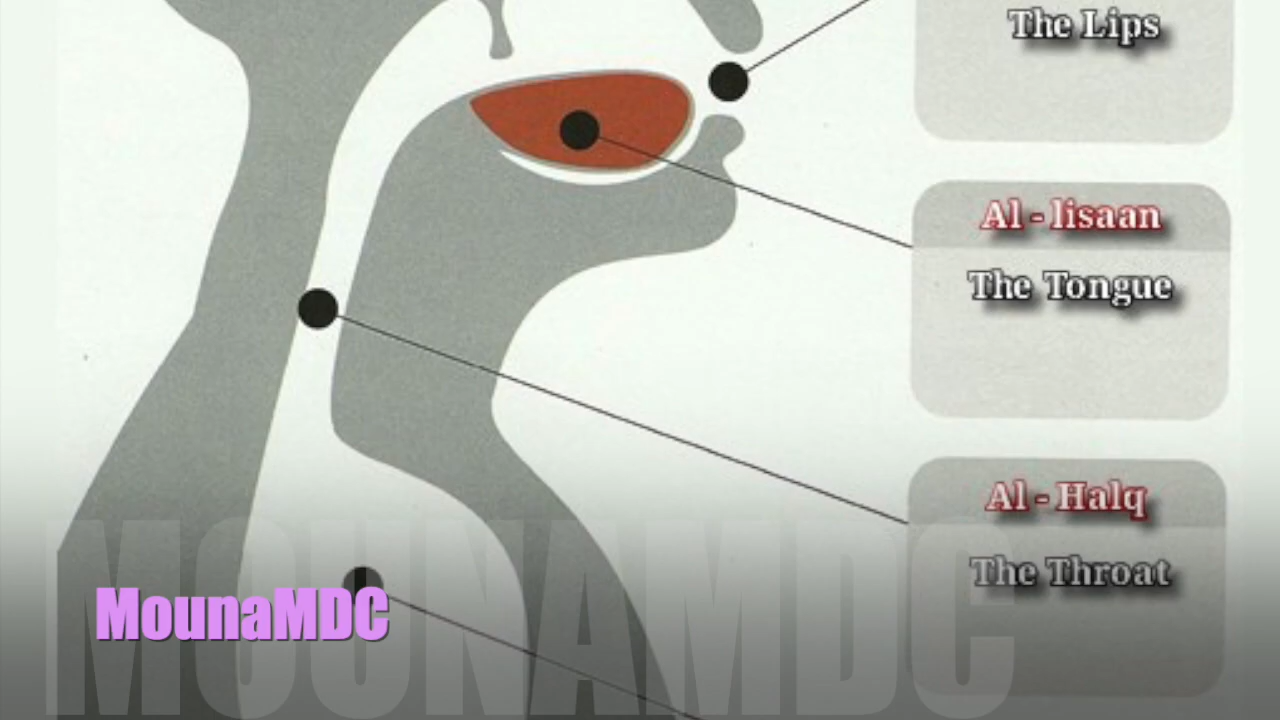 The Lips
Al - lisaan
The Tongue
Al - Halq
The Throat
MounaMDC
MOUNAMDC